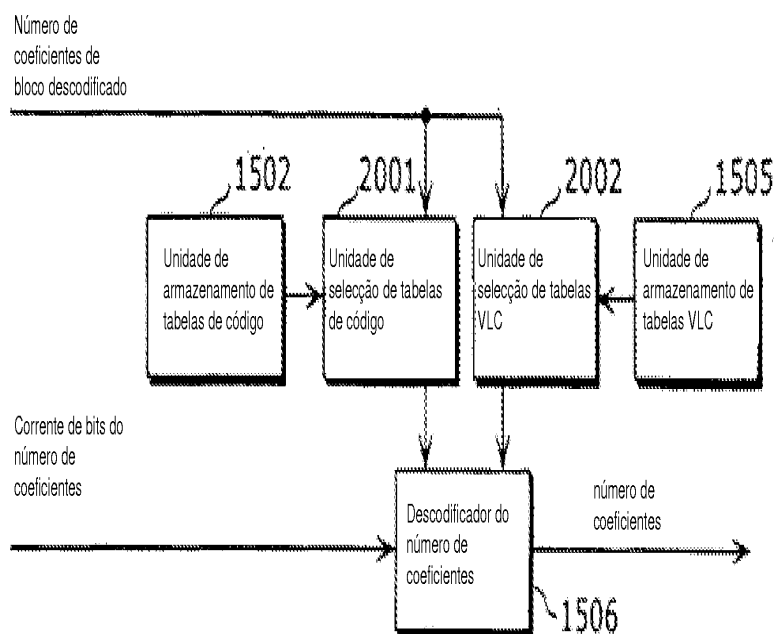 Número de
coeficientes de
bloco descodificado
1502
2001
2002
1505
Unidade de
armazenamento de
tabelas de código
Unidade de
selecção de tabelas
de código
Unidade de
selecção de tabelas
VLC
Unidade de
armazenamento de
tabelas VLC
Corrente de bits do
número de
coeficientes
Descodificador do
número de
coeficientes
número de
coeficientes
1506